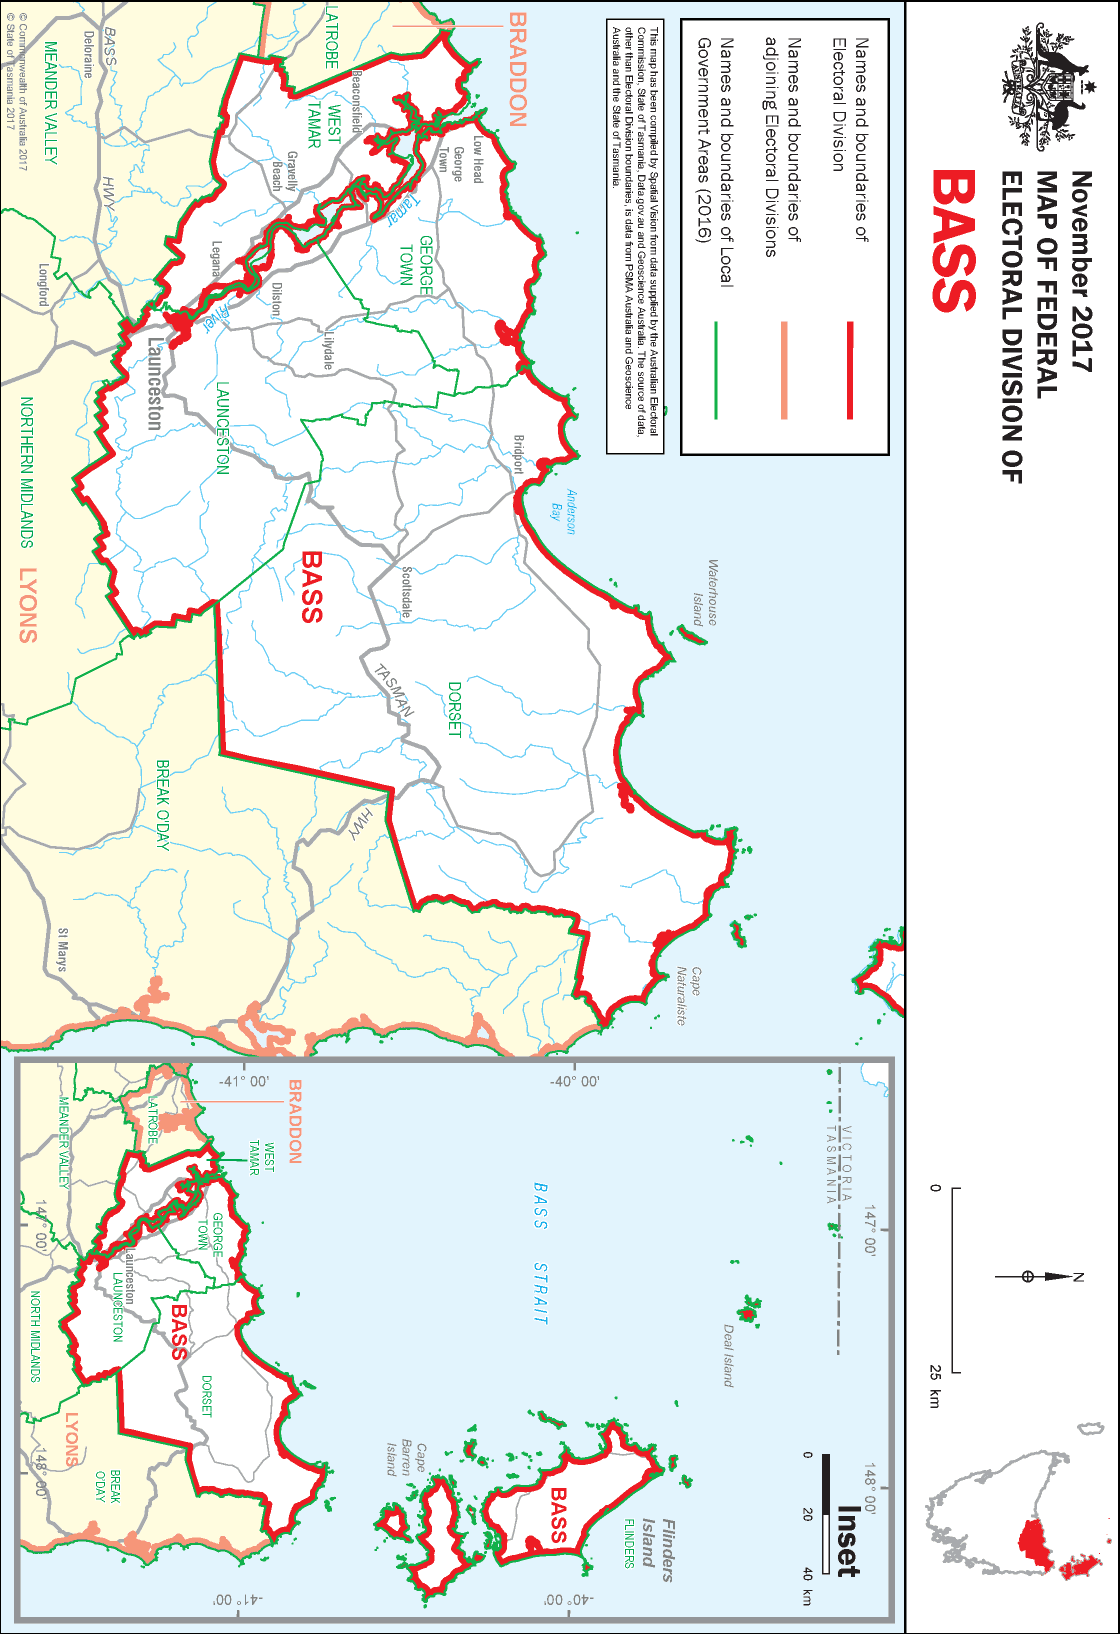 November 2017
MAP OF FEDERAL
ELECTORAL DIVISION OF
BASS
0
25 km
N
Names and boundaries of
Electoral Division
Names and boundaries of
adjoining Electoral Divisions
Names and boundaries of Local
Government Areas (2016)
This map has been compiled by Spatial Vision from data supplied by the Australian Electoral
Commission, State of Tasmania, Data.gov.au and Geoscience Australia. The source of data,
other than Electoral Division boundaries, is data from PSMA Australia and Geoscience
Australia and the State of Tasmania.
BRADDON
LATROBE
Beaconsfield
WEST
TAMAR
Low Head
George
Town
Gravelly
Beach
Tamar
GEORGE
TOWN
Legana
Dilston
River
Lilydale
Launceston
LAUNCESTON
Bridport
Anderson
Bay
Waterhouse
Island
BASS
Scottsdale
TASMAN
HWY
DORSET
Cape
Naturaliste
BASS
HWY
Deloraine
MEANDER VALLEY
Longford
NORTHERN MIDLANDS
LYONS
BREAK O'DAY
St Marys
© Commonwealth of Australia 2017
© State of Tasmania 2017
Inset
0
20
40 km
147° 00'
148° 00'
VICTORIA
TASMANIA
-40° 00'
-41° 00'
BASS STRAIT
Deal Island
Flinders
Island
FLINDERS
BASS
Cape
Barren
Island
BRADDON
WEST
TAMAR
LATROBE
GEORGE
TOWN
MEANDER VALLEY
Launceston
LAUNCESTON
BASS
DORSET
NORTH MIDLANDS
LYONS
BREAK
O'DAY
147° 00'
148° 00'
-40° 00'
-41° 00'